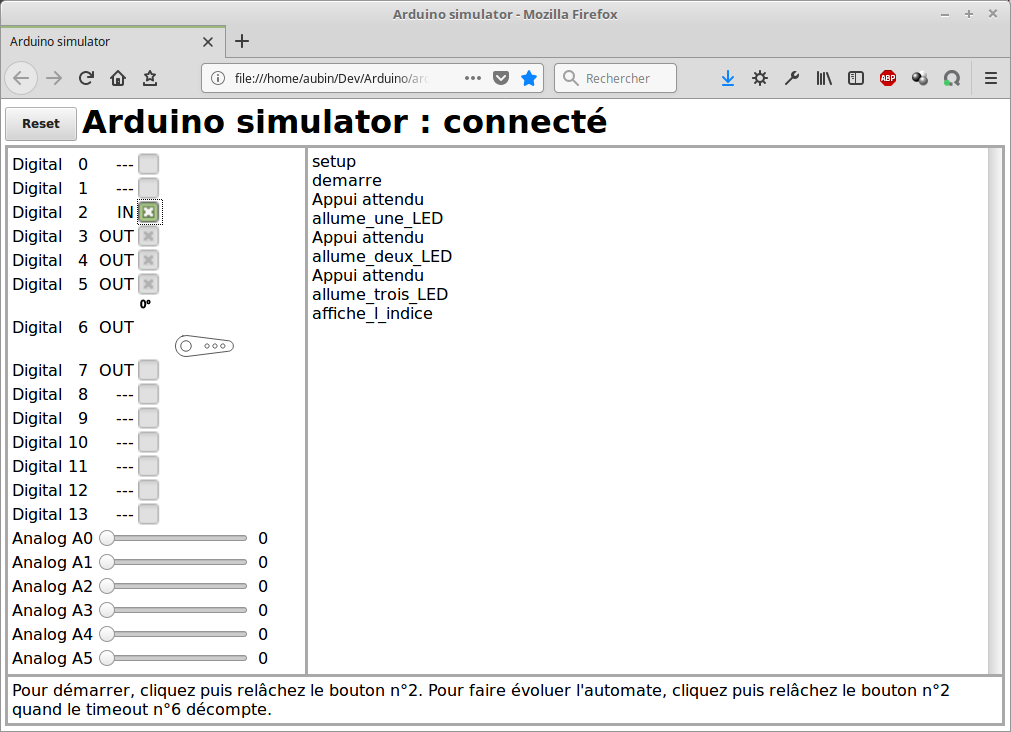 Arduino simulator - Mozilla Firefox
Arduino simulator
file:///home/aubin/Dev/Arduino/ar
Rechercher
ABP
Reset Arduino simulator : connecté
Digital 0 ---
Digital 1 ---
Digital 2 IN
Digital 3 OUT
Digital 4 OUT
Digital 5 OUT
0°
Digital 6 OUT
Digital 7 OUT
Digital 8 ---
Digital 9 ---
Digital 10 ---
Digital 11 ---
Digital 12 ---
Digital 13 ---
Analog A0 0
Analog A1 0
Analog A2 0
Analog A3 0
Analog A4 0
Analog A5 0
setup
demarre
Appui attendu
allume_une_LED
Appui attendu
allume_deux_LED
Appui attendu
allume_trois_LED
affiche_l_indice
Pour démarrer, cliquez puis relâchez le bouton n°2. Pour faire évoluer l'automate, cliquez puis relâchez le bouton n°2
quand le timeout n°6 décompte.